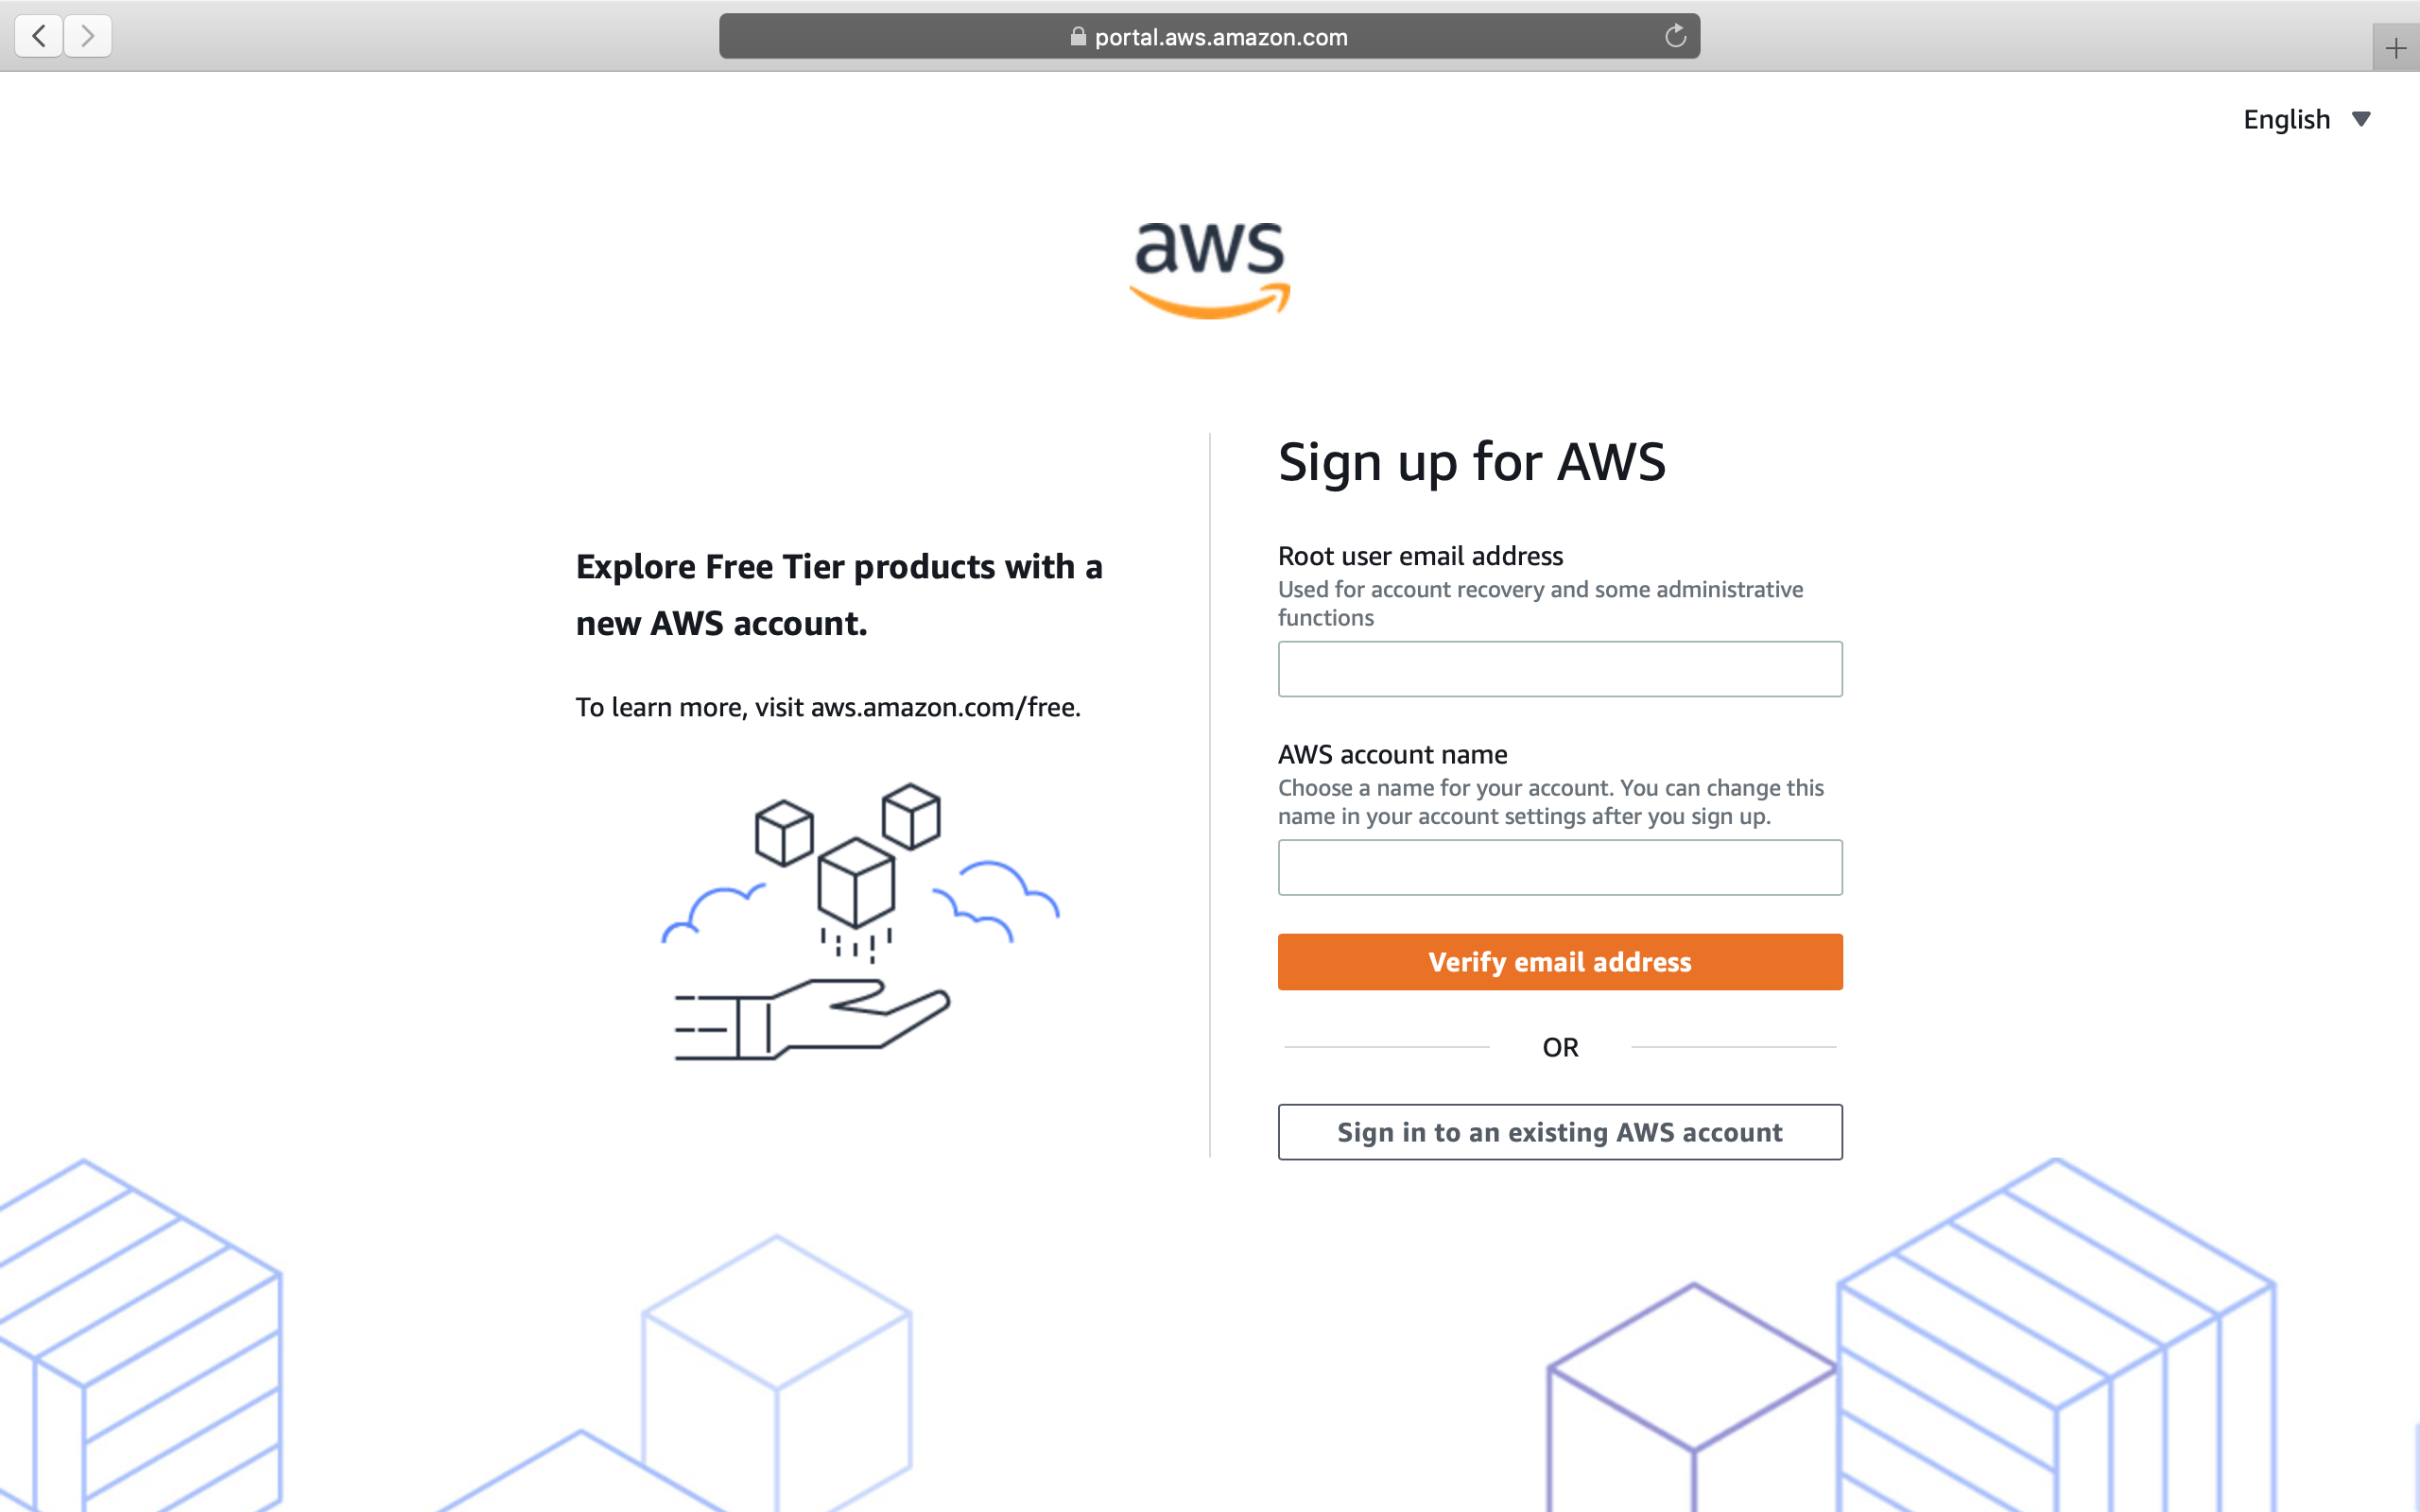 portal.aws.amazon.com
English
aws
Explore Free Tier products with a
new AWS account.
To learn more, visit aws.amazon.com/free.
Sign up for AWS
Root user email address
Used for account recovery and some administrative
functions
AWS account name
Choose a name for your account. You can change this
name in your account settings after you sign up.
Verify email address
OR
Sign in to an existing AWS account